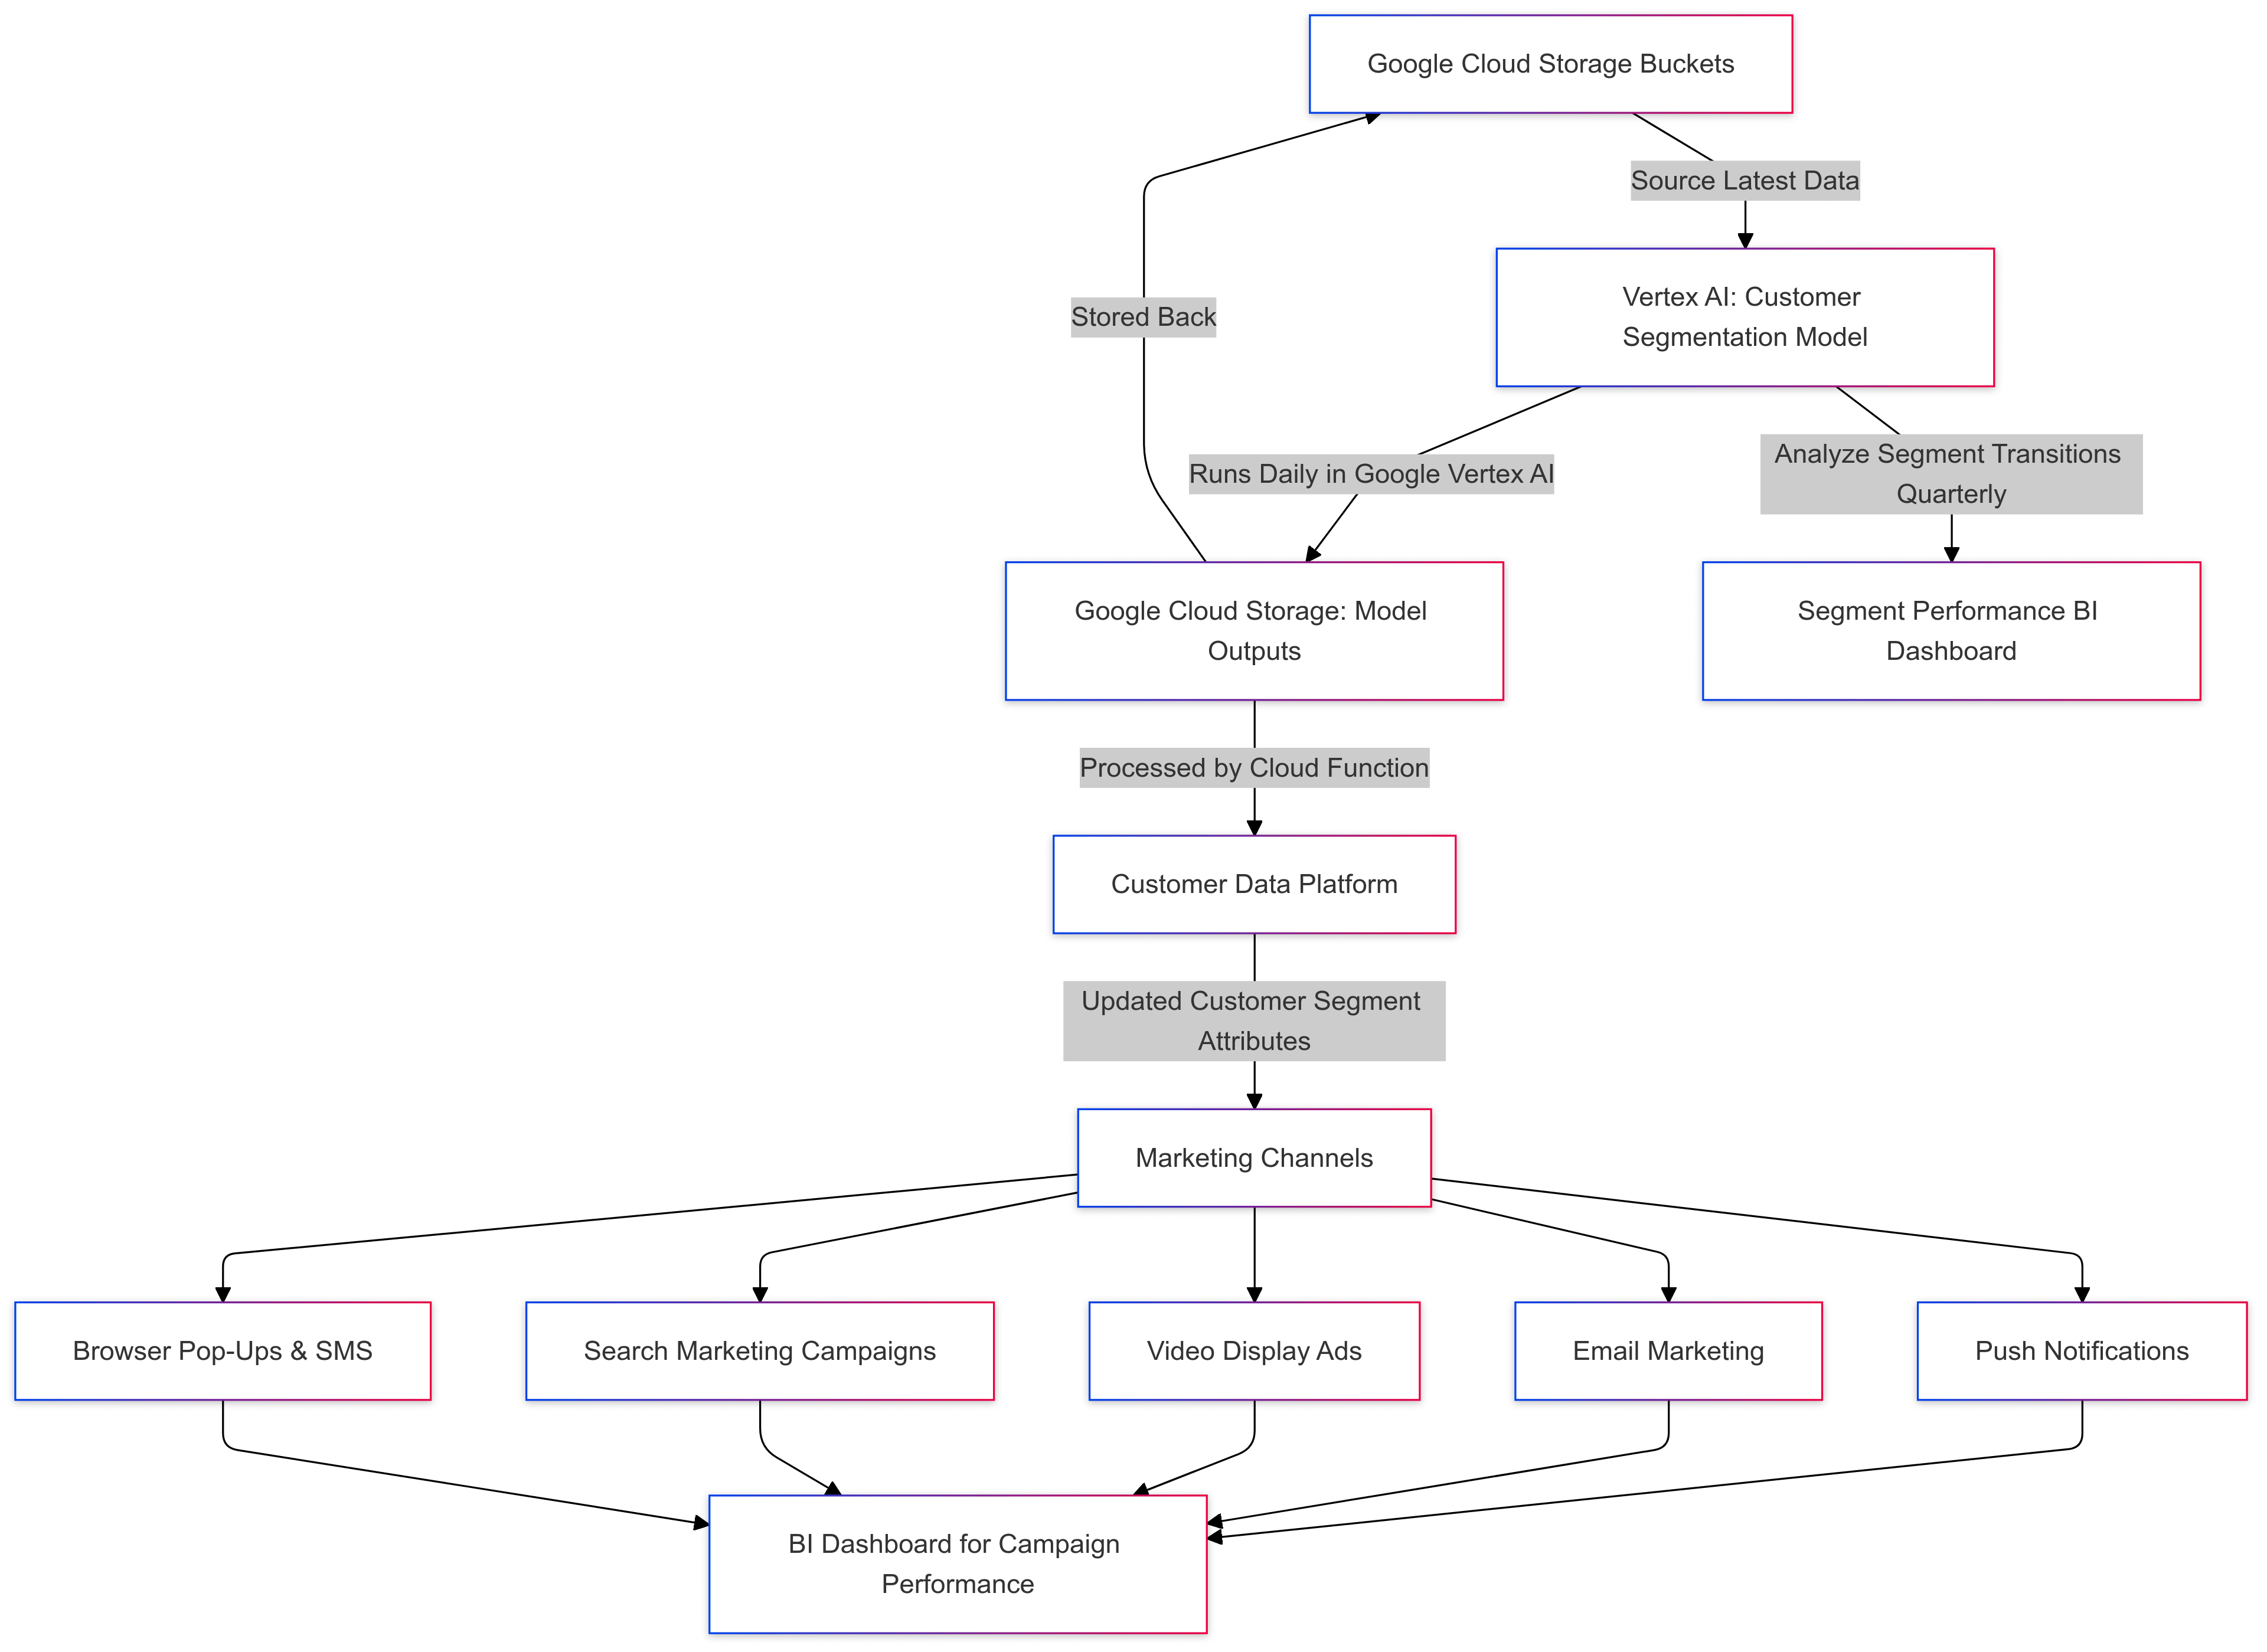 Google Cloud Storage Buckets
Source Latest Data
Stored Back
Vertex AI: Customer
Segmentation Model
Runs Daily in Google Vertex AI
Analyze Segment Transitions
Quarterly
Google Cloud Storage: Model
Outputs
Segment Performance BI
Dashboard
Processed by Cloud Function
Customer Data Platform
Updated Customer Segment
Attributes
Marketing Channels
Browser Pop-Ups & SMS
Search Marketing Campaigns
Video Display Ads
Email Marketing
Push Notifications
BI Dashboard for Campaign
Performance